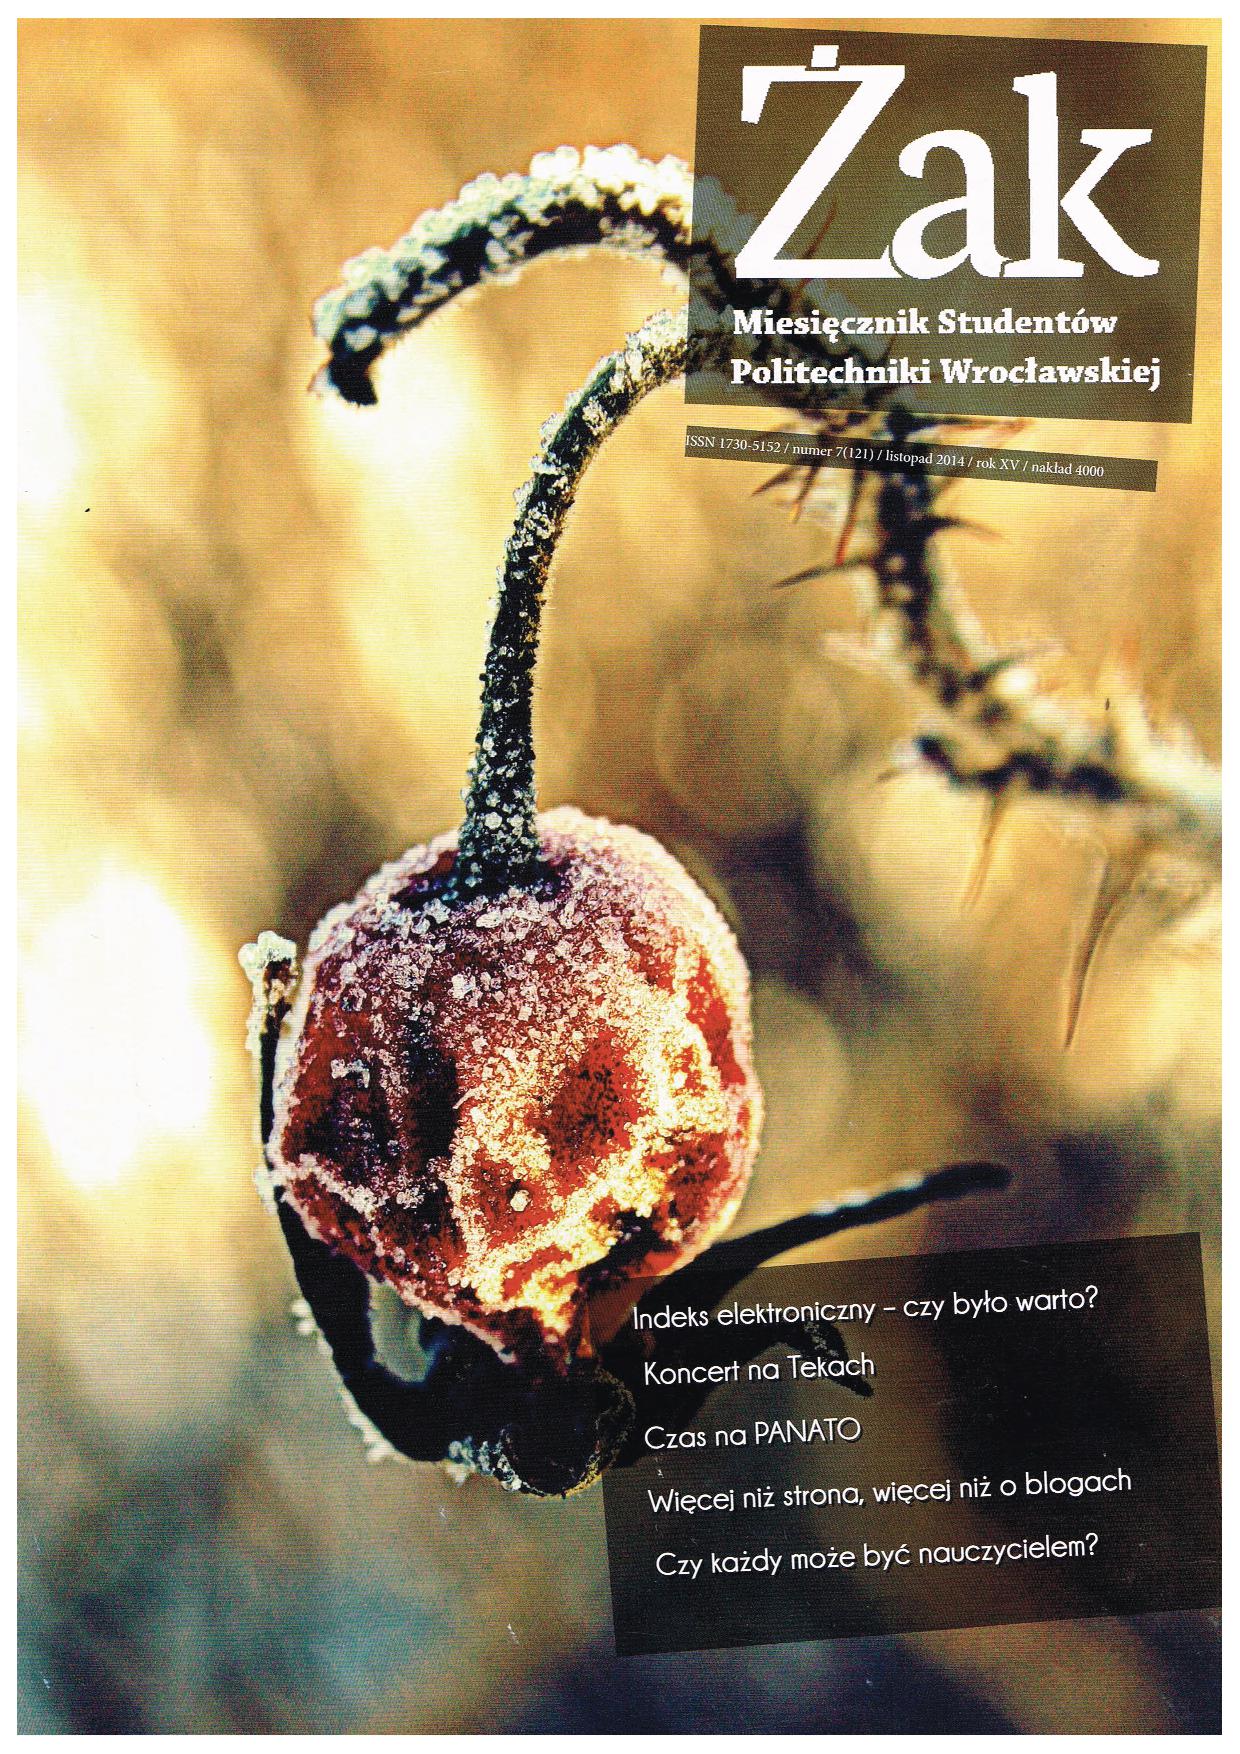 Żak
Miesięcznik Studentów
Politechniki Wrocławskiej
ISSN 1730-5152 / numer 7(121) / listopad 2014 / rok XV / nakład 4000
Indeks elektroniczny – czy było warto?
Koncert na Tekach
Czas na PANATO
Więcej niż strona, więcej niż o blogach
Czy każdy może być nauczycielem?